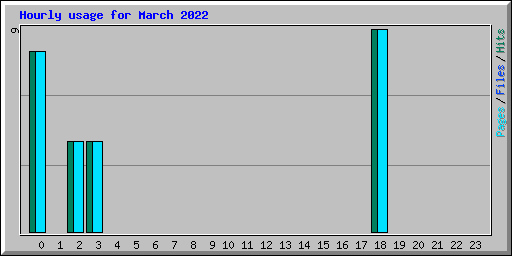 Hourly usage for March 2022
9
Pages/Files/Hits
0 1 2 3 4 5 6 7 8 9 10 11 12 13 14 15 16 17 18 19 20 21 22 23